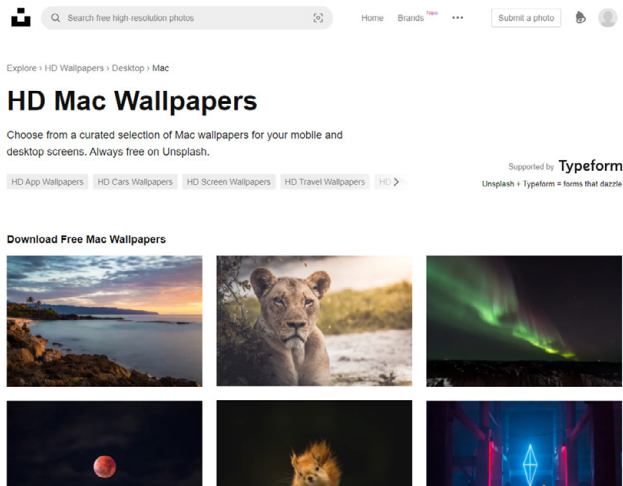 Search free high-resolution photos
Home
Brands
New
Submit a photo
Explore › HD Wallpapers › Desktop › Mac
HD Mac Wallpapers
Choose from a curated selection of Mac wallpapers for your mobile and
desktop screens. Always free on Unsplash.
Supported by Typeform
HD App Wallpapers
HD Cars Wallpapers
HD Screen Wallpapers
HD Travel Wallpapers
HD
Unsplash + Typeform = forms that dazzle
Download Free Mac Wallpapers